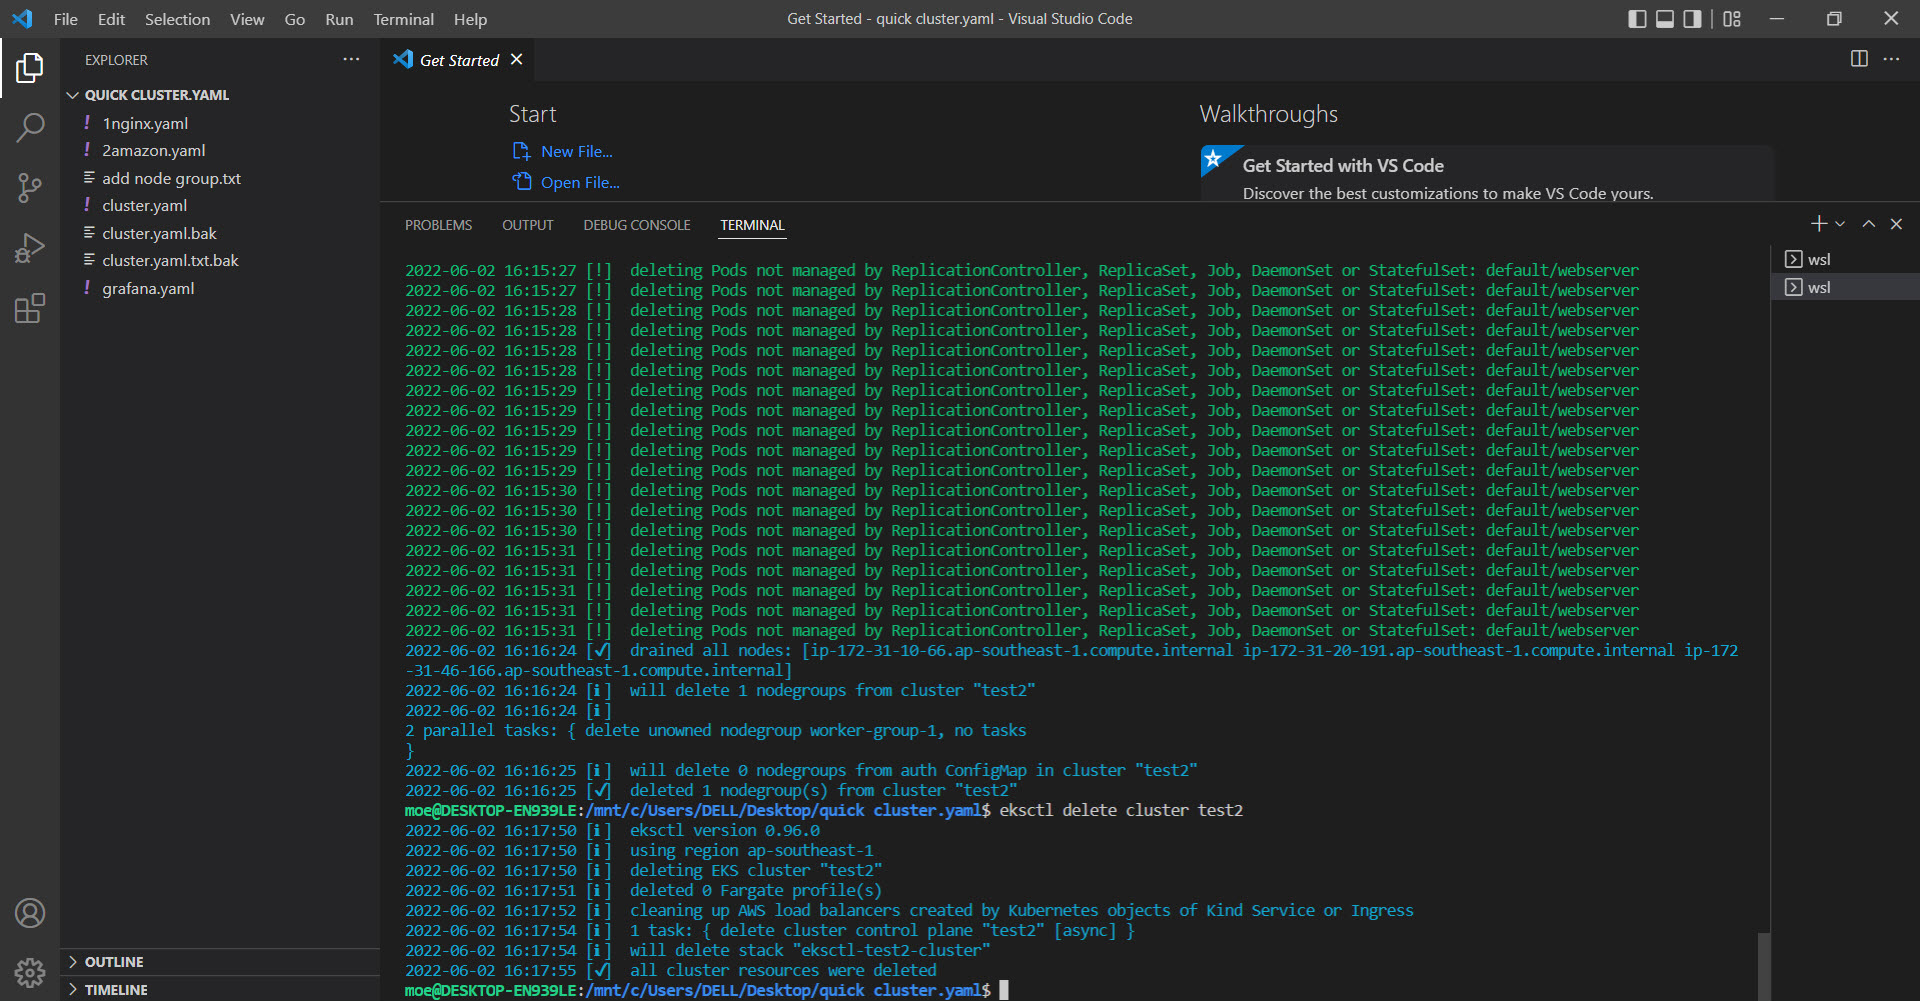 File Edit Selection View Go Run Terminal Help
Get Started - quick cluster.yaml - Visual Studio Code
EXPLORER
QUICK CLUSTER.YAML
! 1nginx.yaml
! 2amazon.yaml
add node group.txt
! cluster.yaml
cluster.yaml.bak
cluster.yaml.txt.bak
! grafana.yaml
OUTLINE
TIMELINE
Get Started
Start
New File...
Open File...
Walkthroughs
Get Started with VS Code
Discover the best customizations to make VS Code yours.
PROBLEMS OUTPUT DEBUG CONSOLE TERMINAL
2022-06-02 16:15:27 [!]  deleting Pods not managed by ReplicationController, ReplicaSet, Job, DaemonSet or StatefulSet: default/webserver
2022-06-02 16:15:27 [!]  deleting Pods not managed by ReplicationController, ReplicaSet, Job, DaemonSet or StatefulSet: default/webserver
2022-06-02 16:15:28 [!]  deleting Pods not managed by ReplicationController, ReplicaSet, Job, DaemonSet or StatefulSet: default/webserver
2022-06-02 16:15:28 [!]  deleting Pods not managed by ReplicationController, ReplicaSet, Job, DaemonSet or StatefulSet: default/webserver
2022-06-02 16:15:28 [!]  deleting Pods not managed by ReplicationController, ReplicaSet, Job, DaemonSet or StatefulSet: default/webserver
2022-06-02 16:15:28 [!]  deleting Pods not managed by ReplicationController, ReplicaSet, Job, DaemonSet or StatefulSet: default/webserver
2022-06-02 16:15:29 [!]  deleting Pods not managed by ReplicationController, ReplicaSet, Job, DaemonSet or StatefulSet: default/webserver
2022-06-02 16:15:29 [!]  deleting Pods not managed by ReplicationController, ReplicaSet, Job, DaemonSet or StatefulSet: default/webserver
2022-06-02 16:15:29 [!]  deleting Pods not managed by ReplicationController, ReplicaSet, Job, DaemonSet or StatefulSet: default/webserver
2022-06-02 16:15:29 [!]  deleting Pods not managed by ReplicationController, ReplicaSet, Job, DaemonSet or StatefulSet: default/webserver
2022-06-02 16:15:29 [!]  deleting Pods not managed by ReplicationController, ReplicaSet, Job, DaemonSet or StatefulSet: default/webserver
2022-06-02 16:15:30 [!]  deleting Pods not managed by ReplicationController, ReplicaSet, Job, DaemonSet or StatefulSet: default/webserver
2022-06-02 16:15:30 [!]  deleting Pods not managed by ReplicationController, ReplicaSet, Job, DaemonSet or StatefulSet: default/webserver
2022-06-02 16:15:30 [!]  deleting Pods not managed by ReplicationController, ReplicaSet, Job, DaemonSet or StatefulSet: default/webserver
2022-06-02 16:15:31 [!]  deleting Pods not managed by ReplicationController, ReplicaSet, Job, DaemonSet or StatefulSet: default/webserver
2022-06-02 16:15:31 [!]  deleting Pods not managed by ReplicationController, ReplicaSet, Job, DaemonSet or StatefulSet: default/webserver
2022-06-02 16:15:31 [!]  deleting Pods not managed by ReplicationController, ReplicaSet, Job, DaemonSet or StatefulSet: default/webserver
2022-06-02 16:15:31 [!]  deleting Pods not managed by ReplicationController, ReplicaSet, Job, DaemonSet or StatefulSet: default/webserver
2022-06-02 16:15:31 [!]  deleting Pods not managed by ReplicationController, ReplicaSet, Job, DaemonSet or StatefulSet: default/webserver
2022-06-02 16:16:24 [✓]  drained all nodes: [ip-172-31-10-66.ap-southeast-1.compute.internal ip-172-31-20-191.ap-southeast-1.compute.internal ip-172
-31-46-166.ap-southeast-1.compute.internal]
2022-06-02 16:16:24 [ℹ]  will delete 1 nodegroups from cluster "test2"
2022-06-02 16:16:24 [ℹ]
2 parallel tasks: { delete unowned nodegroup worker-group-1, no tasks
}
2022-06-02 16:16:25 [ℹ]  will delete 0 nodegroups from auth ConfigMap in cluster "test2"
2022-06-02 16:16:25 [✓]  deleted 1 nodegroup(s) from cluster "test2"
moe@DESKTOP-EN939LE:/mnt/c/Users/DELL/Desktop/quick cluster.yaml$ eksctl delete cluster test2
2022-06-02 16:17:50 [ℹ]  eksctl version 0.96.0
2022-06-02 16:17:50 [ℹ]  using region ap-southeast-1
2022-06-02 16:17:50 [ℹ]  deleting EKS cluster "test2"
2022-06-02 16:17:51 [ℹ]  deleted 0 Fargate profile(s)
2022-06-02 16:17:52 [ℹ]  cleaning up AWS load balancers created by Kubernetes objects of Kind Service or Ingress
2022-06-02 16:17:54 [ℹ]  1 task: { delete cluster control plane "test2" [async] }
2022-06-02 16:17:54 [ℹ]  will delete stack "eksctl-test2-cluster"
2022-06-02 16:17:55 [✓]  all cluster resources were deleted
moe@DESKTOP-EN939LE:/mnt/c/Users/DELL/Desktop/quick cluster.yaml$
wsl
wsl